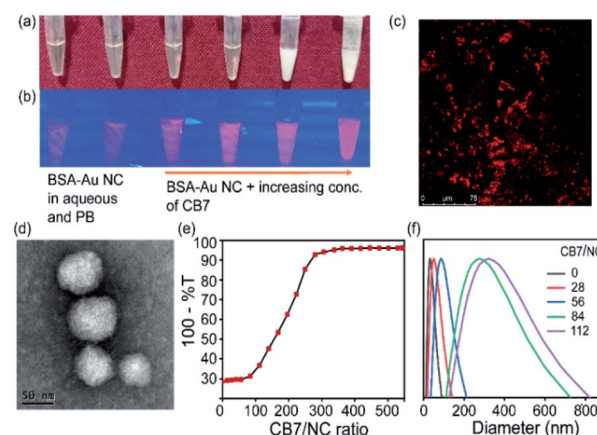 (a)
(b)
BSA-Au NC
in aqueous
and PB
BSA-Au NC + increasing conc.
of CB7
(c)
0 µm 75
(d)
50 nm
(e)
100 - %T
100
90
80
70
60
50
40
30
0 100 200 300 400 500
CB7/NC ratio
(f)
CB7/NC
0
28
56
84
112
0 200 400 600 800
Diameter (nm)